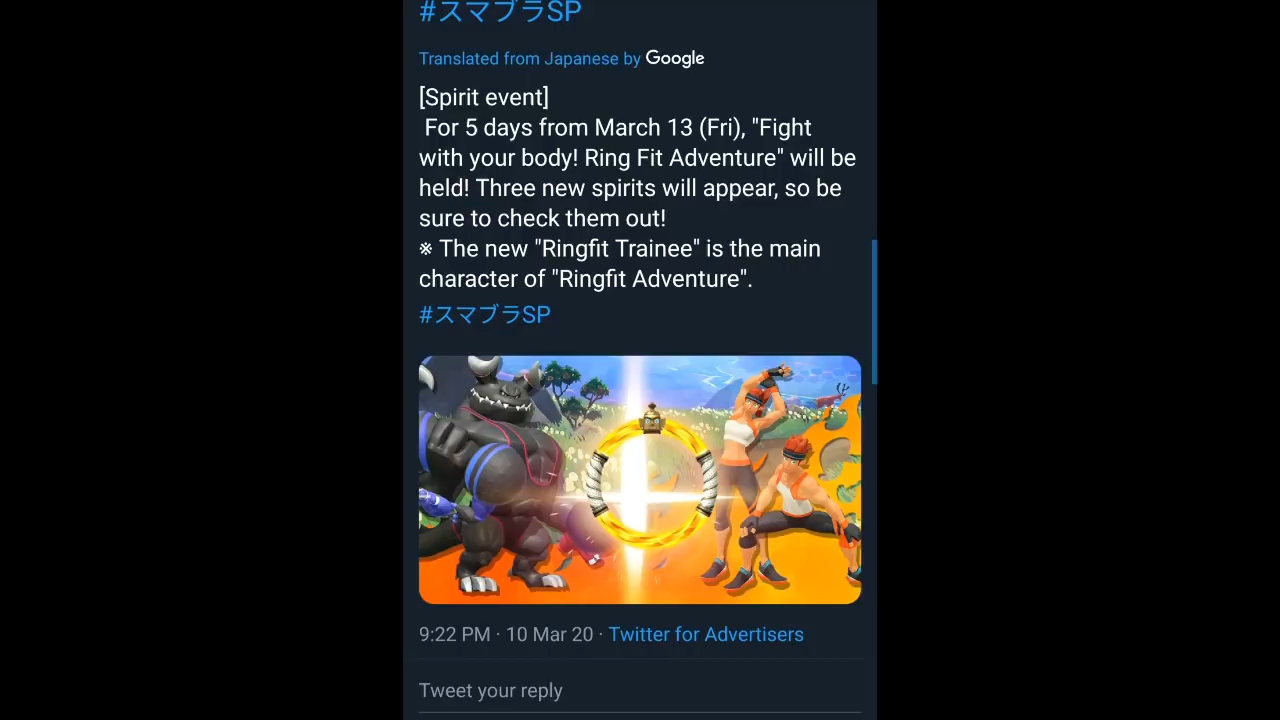 #スマブラSP
Translated from Japanese by Google
[Spirit event]
For 5 days from March 13 (Fri), "Fight
with your body! Ring Fit Adventure" will be
held! Three new spirits will appear, so be
sure to check them out!
※ The new "Ringfit Trainee" is the main
character of "Ringfit Adventure".
#スマブラSP
9:22 PM · 10 Mar 20 · Twitter for Advertisers
Tweet your reply